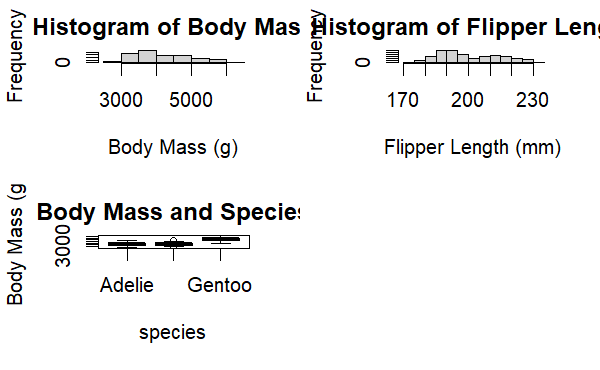 Histogram of Body Mas
Frequency
0
3000 5000
Body Mass (g)
Histogram of Flipper Leng
Frequency
0
170 200 230
Flipper Length (mm)
Body Mass and Species
Body Mass (g
3000
Adelie Gentoo
species